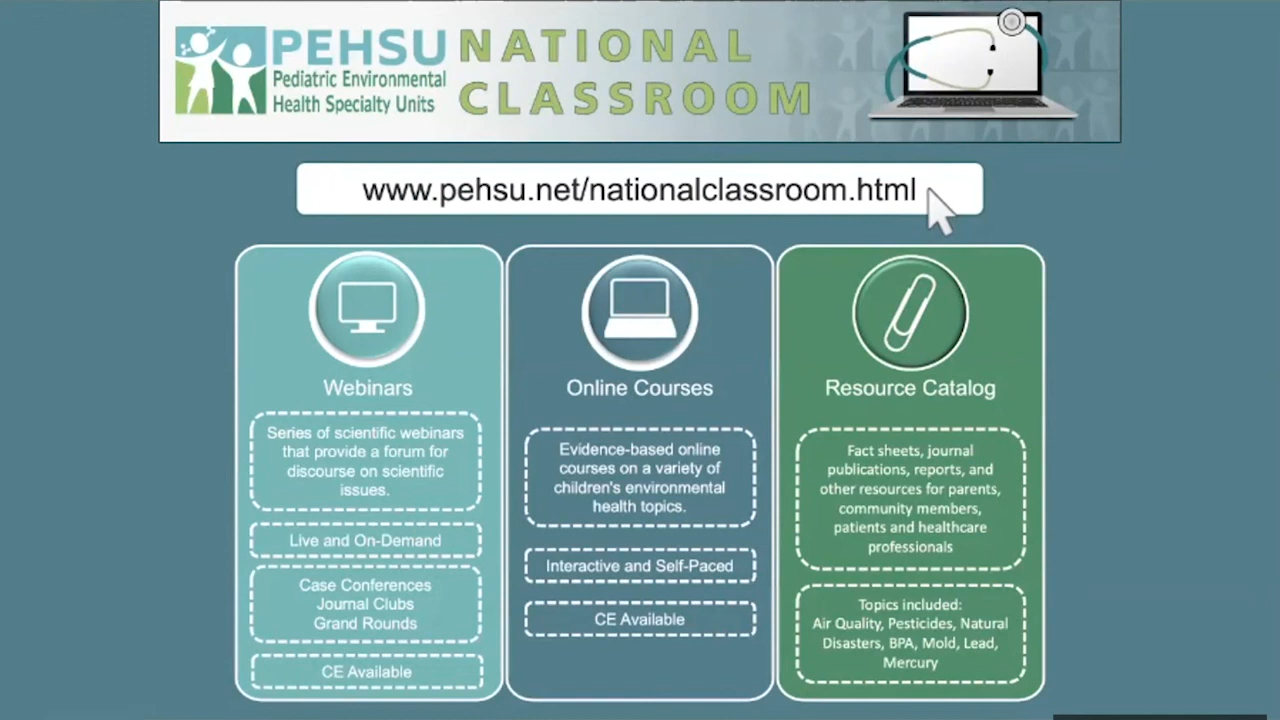 PEHSU
Pediatric Environmental
Health Specialty Units
NATIONAL
CLASSROOM
www.pehsu.net/nationalclassroom.html
Webinars
Series of scientific webinars
that provide a forum for
discourse on scientific
issues.
Live and On-Demand
Case Conferences
Journal Clubs
Grand Rounds
CE Available
Online Courses
Evidence-based online
courses on a variety of
children's environmental
health topics.
Interactive and Self-Paced
CE Available
Resource Catalog
Fact sheets, journal
publications, reports, and
other resources for parents,
community members,
patients and healthcare
professionals
Topics included:
Air Quality, Pesticides, Natural
Disasters, BPA, Mold, Lead,
Mercury